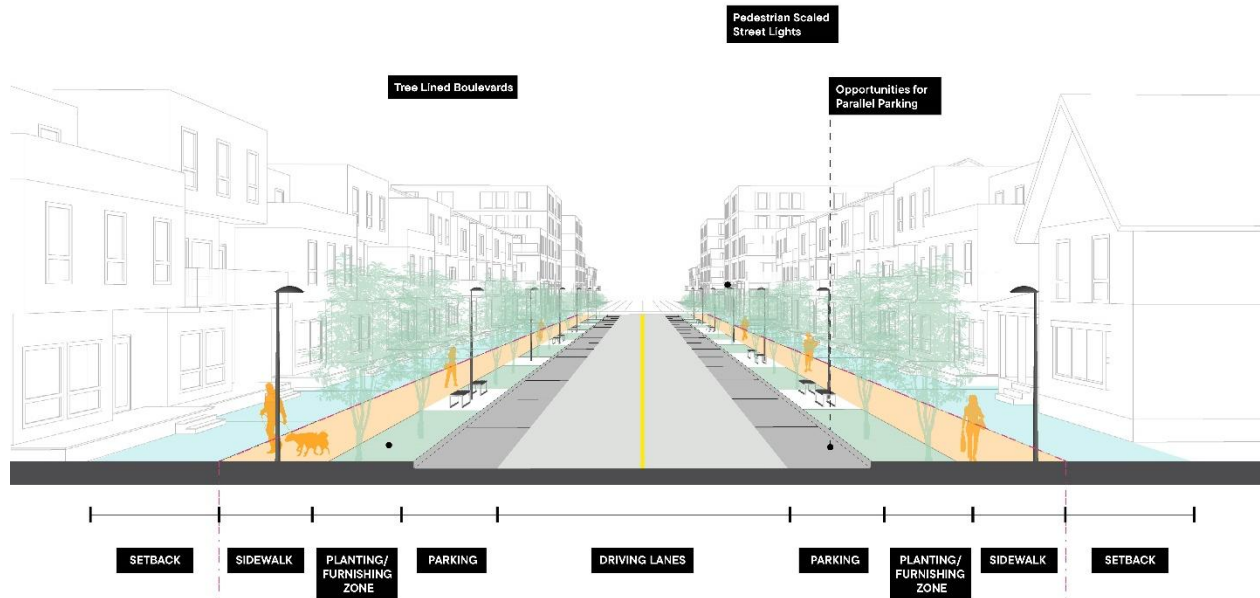 Pedestrian Scaled
Street Lights
Tree Lined Boulevards
Opportunities for
Parallel Parking
SETBACK
SIDEWALK
PLANTING/
FURNISHING
ZONE
PARKING
DRIVING LANES
PARKING
PLANTING/
FURNISHING
ZONE
SIDEWALK
SETBACK